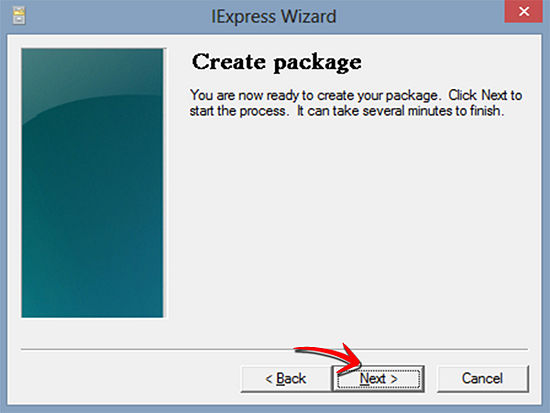 IExpress Wizard
Create package
You are now ready to create your package. Click Next to
start the process. It can take several minutes to finish.
< Back
Next >
Cancel